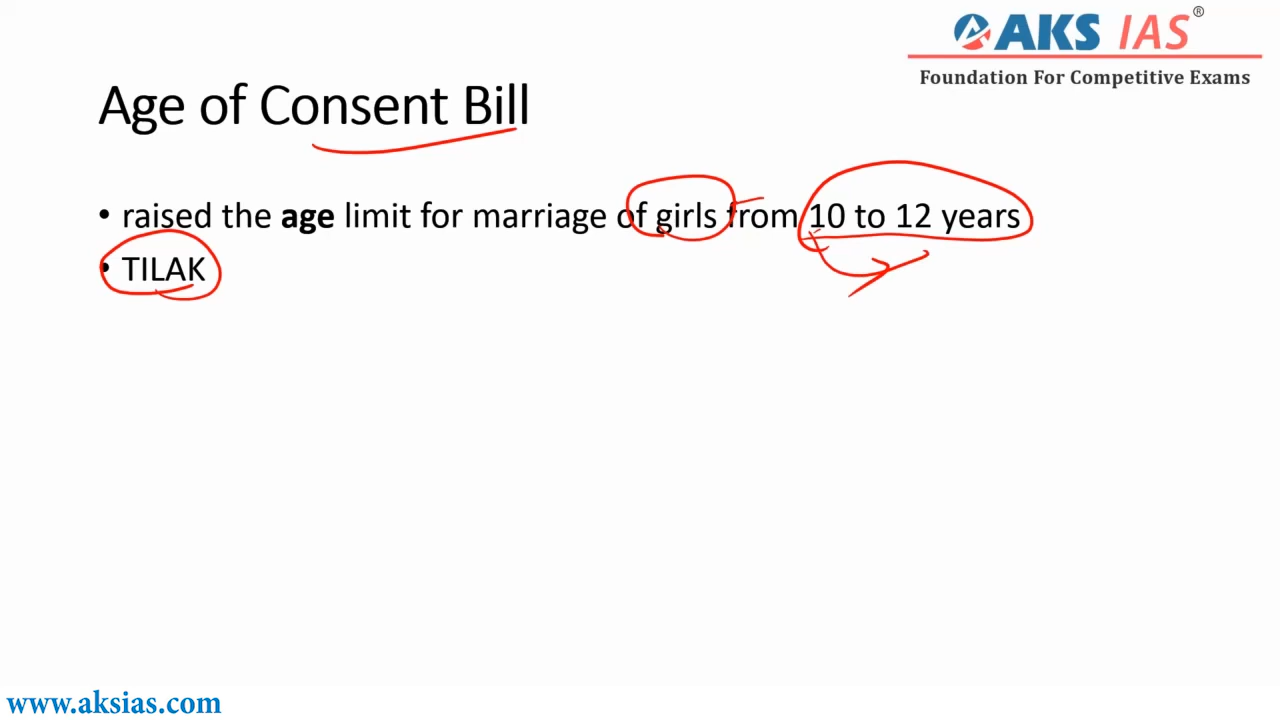 AKS IAS®
Foundation For Competitive Exams
Age of Consent Bill
• raised the age limit for marriage of girls from 10 to 12 years
• TILAK
www.aksias.com